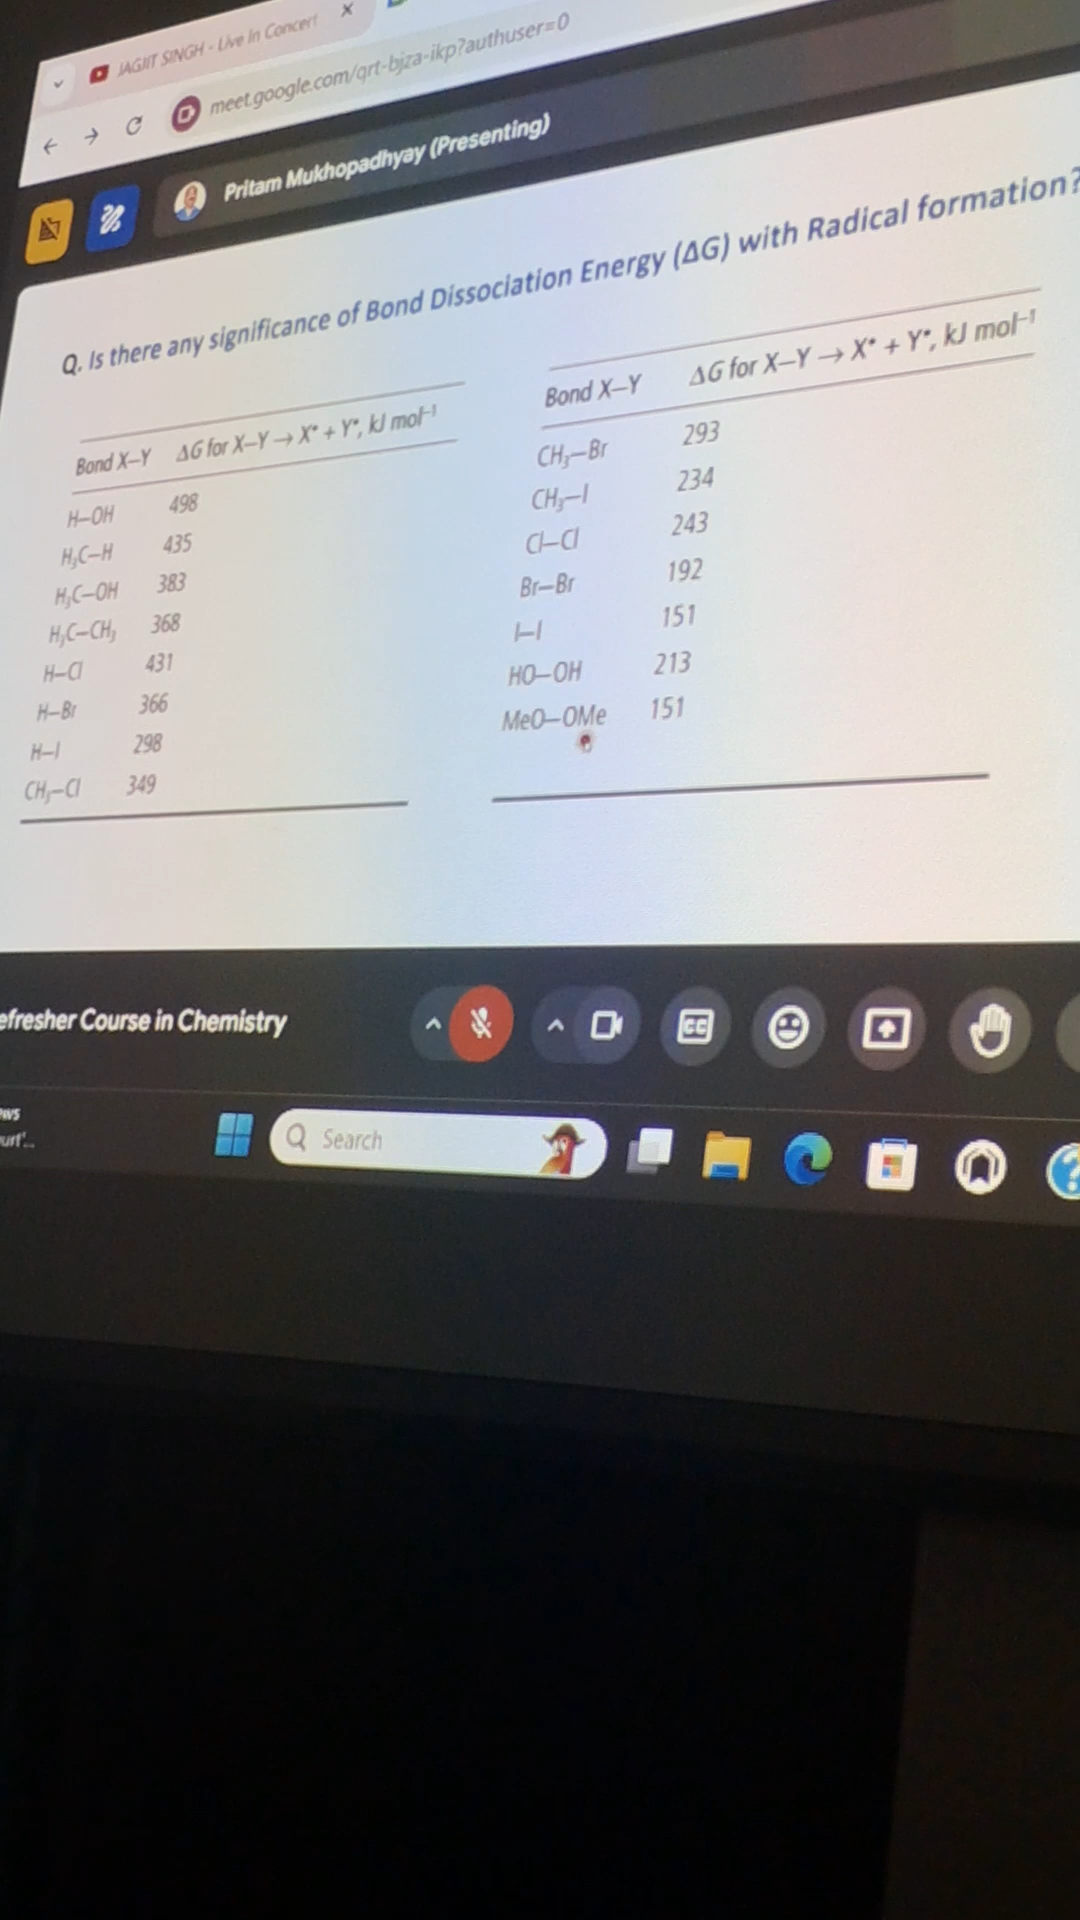 JAGJIT SINGH - Live In Concert
meet.google.com/qrt-bjza-ikp?authuser=0
Pritam Mukhopadhyay (Presenting)
Q. Is there any significance of Bond Dissociation Energy (ΔG) with Radical formation?
Bond X–Y ΔG for X–Y → X• + Y•, kJ mol⁻¹
H–OH 498
H₃C–H 435
H₃C–OH 383
H₃C–CH₃ 368
H–Cl 431
H–Br 366
H–I 298
CH₃–Cl 349
Bond X–Y ΔG for X–Y → X• + Y•, kJ mol⁻¹
CH₃–Br 293
CH₃–I 234
Cl–Cl 243
Br–Br 192
I–I 151
HO–OH 213
MeO–OMe 151
efresher Course in Chemistry
CC
Search